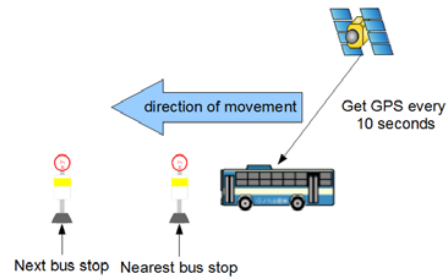 direction of movement
Get GPS every
10 seconds
Next bus stop
Nearest bus stop